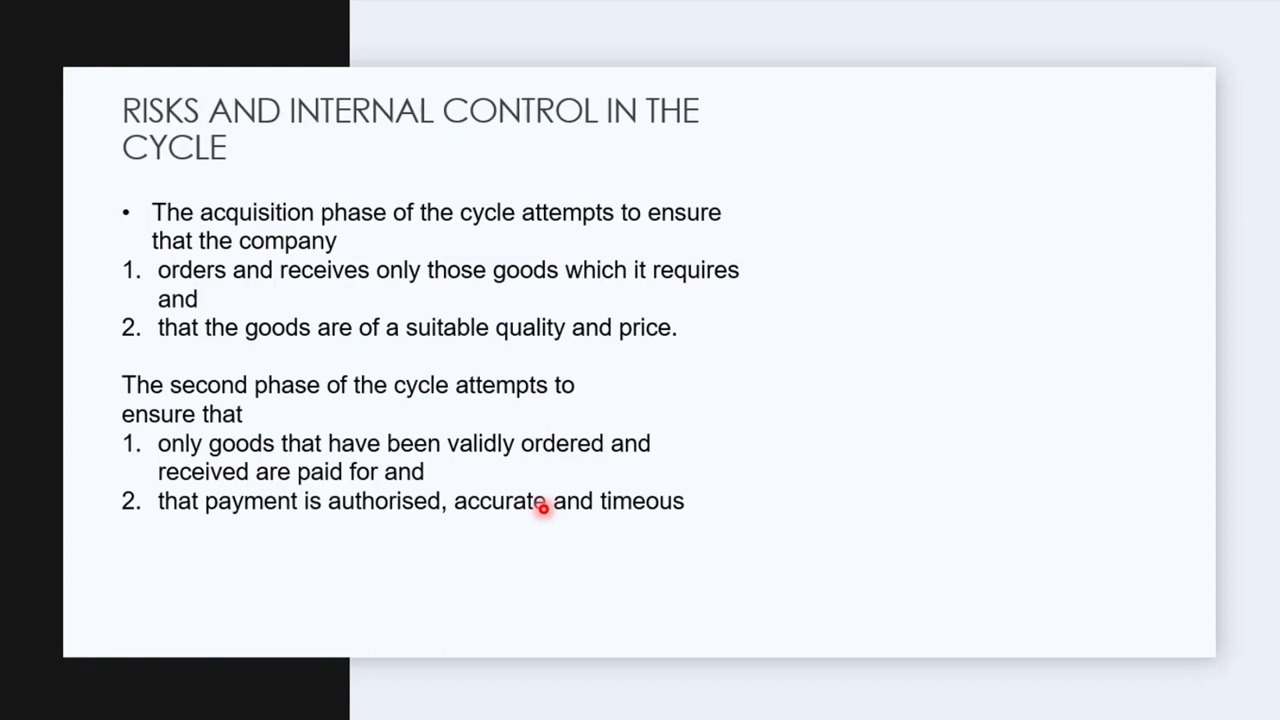 RISKS AND INTERNAL CONTROL IN THE
CYCLE
• The acquisition phase of the cycle attempts to ensure
that the company
1. orders and receives only those goods which it requires
and
2. that the goods are of a suitable quality and price.
The second phase of the cycle attempts to
ensure that
1. only goods that have been validly ordered and
received are paid for and
2. that payment is authorised, accurate and timeous